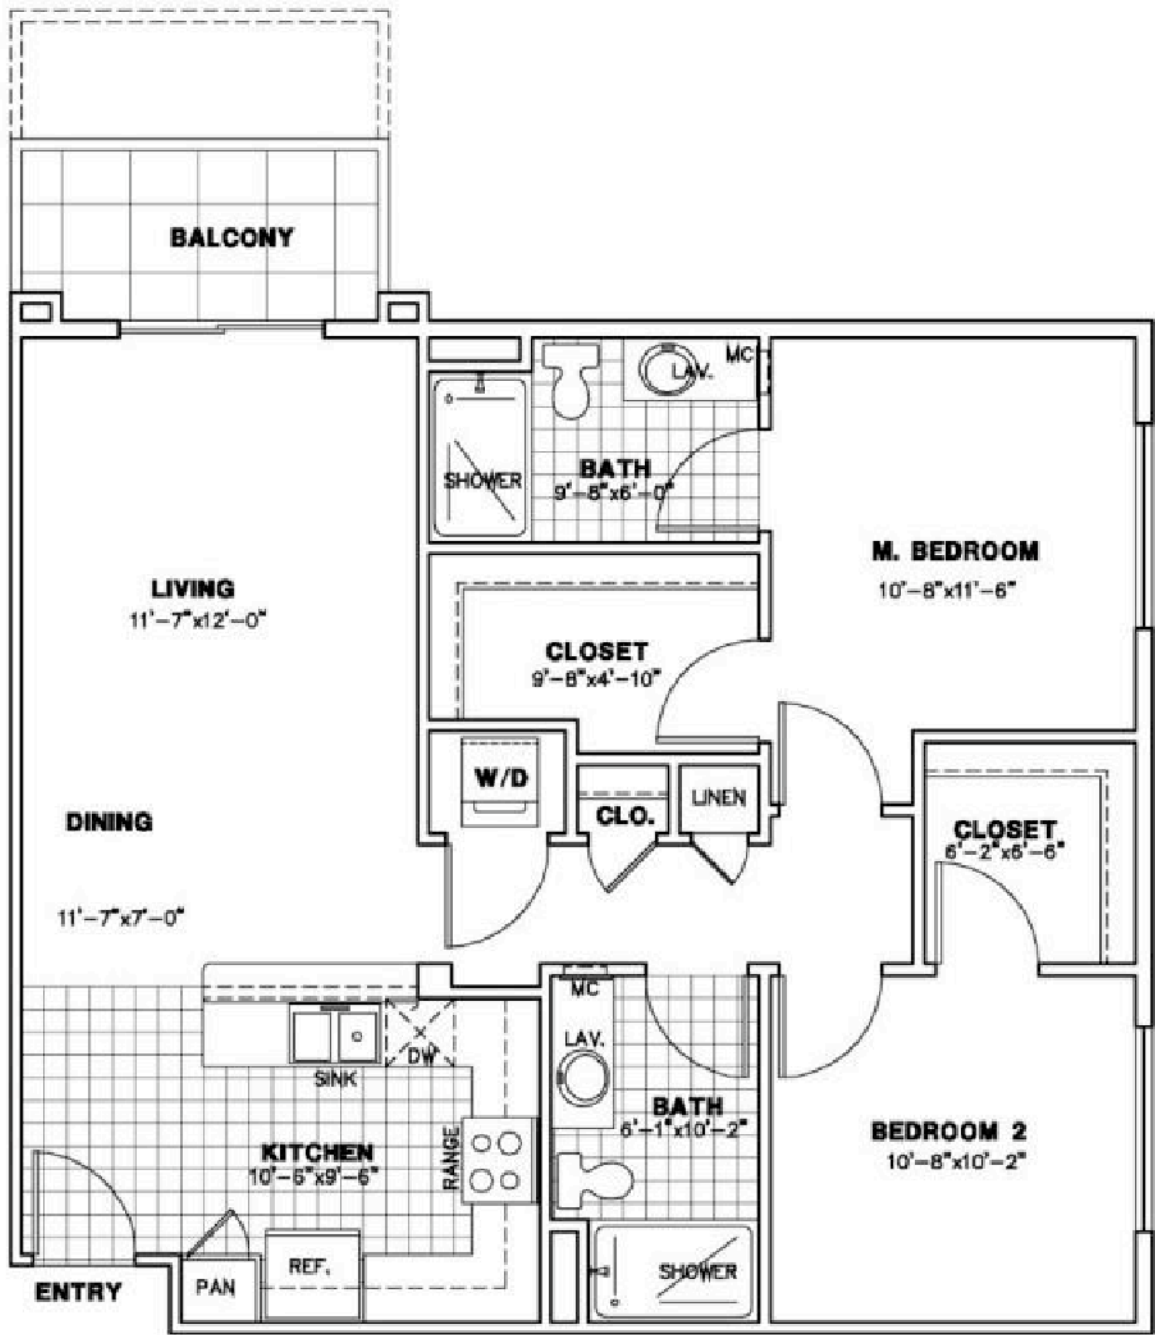 BALCONY
MC
LAV.
BATH
9'-8"x6'-0"
SHOWER
M. BEDROOM
10'-8"x11'-6"
LIVING
11'-7"x12'-0"
CLOSET
9'-8"x4'-10"
W/D
CLO.
LINEN
DINING
11'-7"x7'-0"
CLOSET
6'-2"x6'-6"
MC
LAV.
DW
SINK
BATH
6'-1"x10'-2"
KITCHEN
10'-6"x9'-6"
RANGE
BEDROOM 2
10'-8"x10'-2"
REF.
PAN
SHOWER
ENTRY